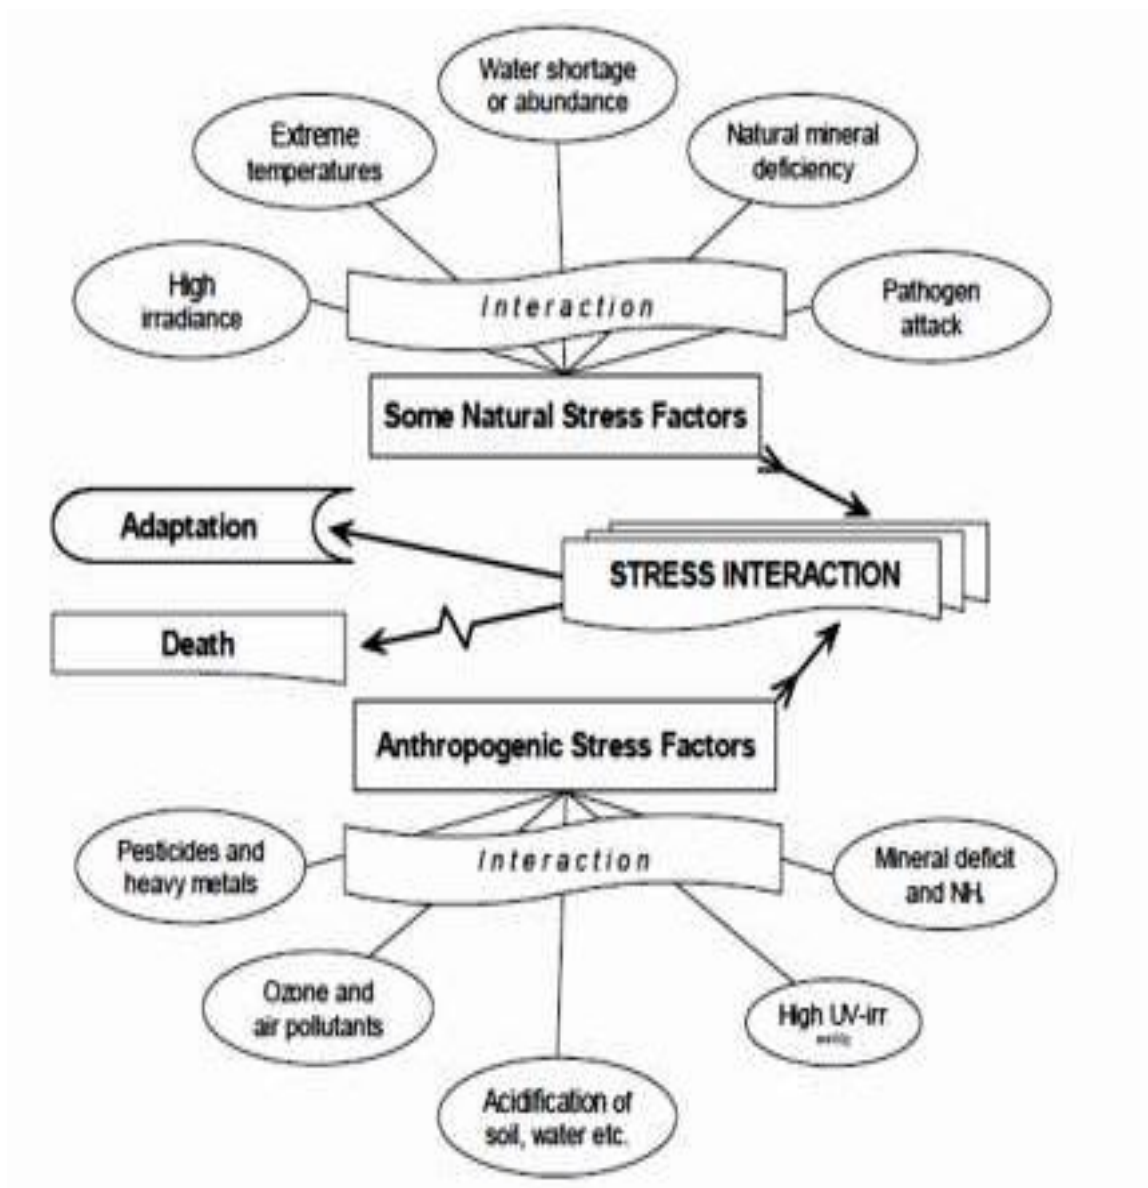 Water shortage
or abundance
Extreme
temperatures
Natural mineral
deficiency
High
irradiance
Interaction
Pathogen
attack
Some Natural Stress Factors
Adaptation
STRESS INTERACTION
Death
Anthropogenic Stress Factors
Pesticides and
heavy metals
Interaction
Mineral deficit
and NH.
Ozone and
air pollutants
High UV-irr
Acidification of
soil, water etc.